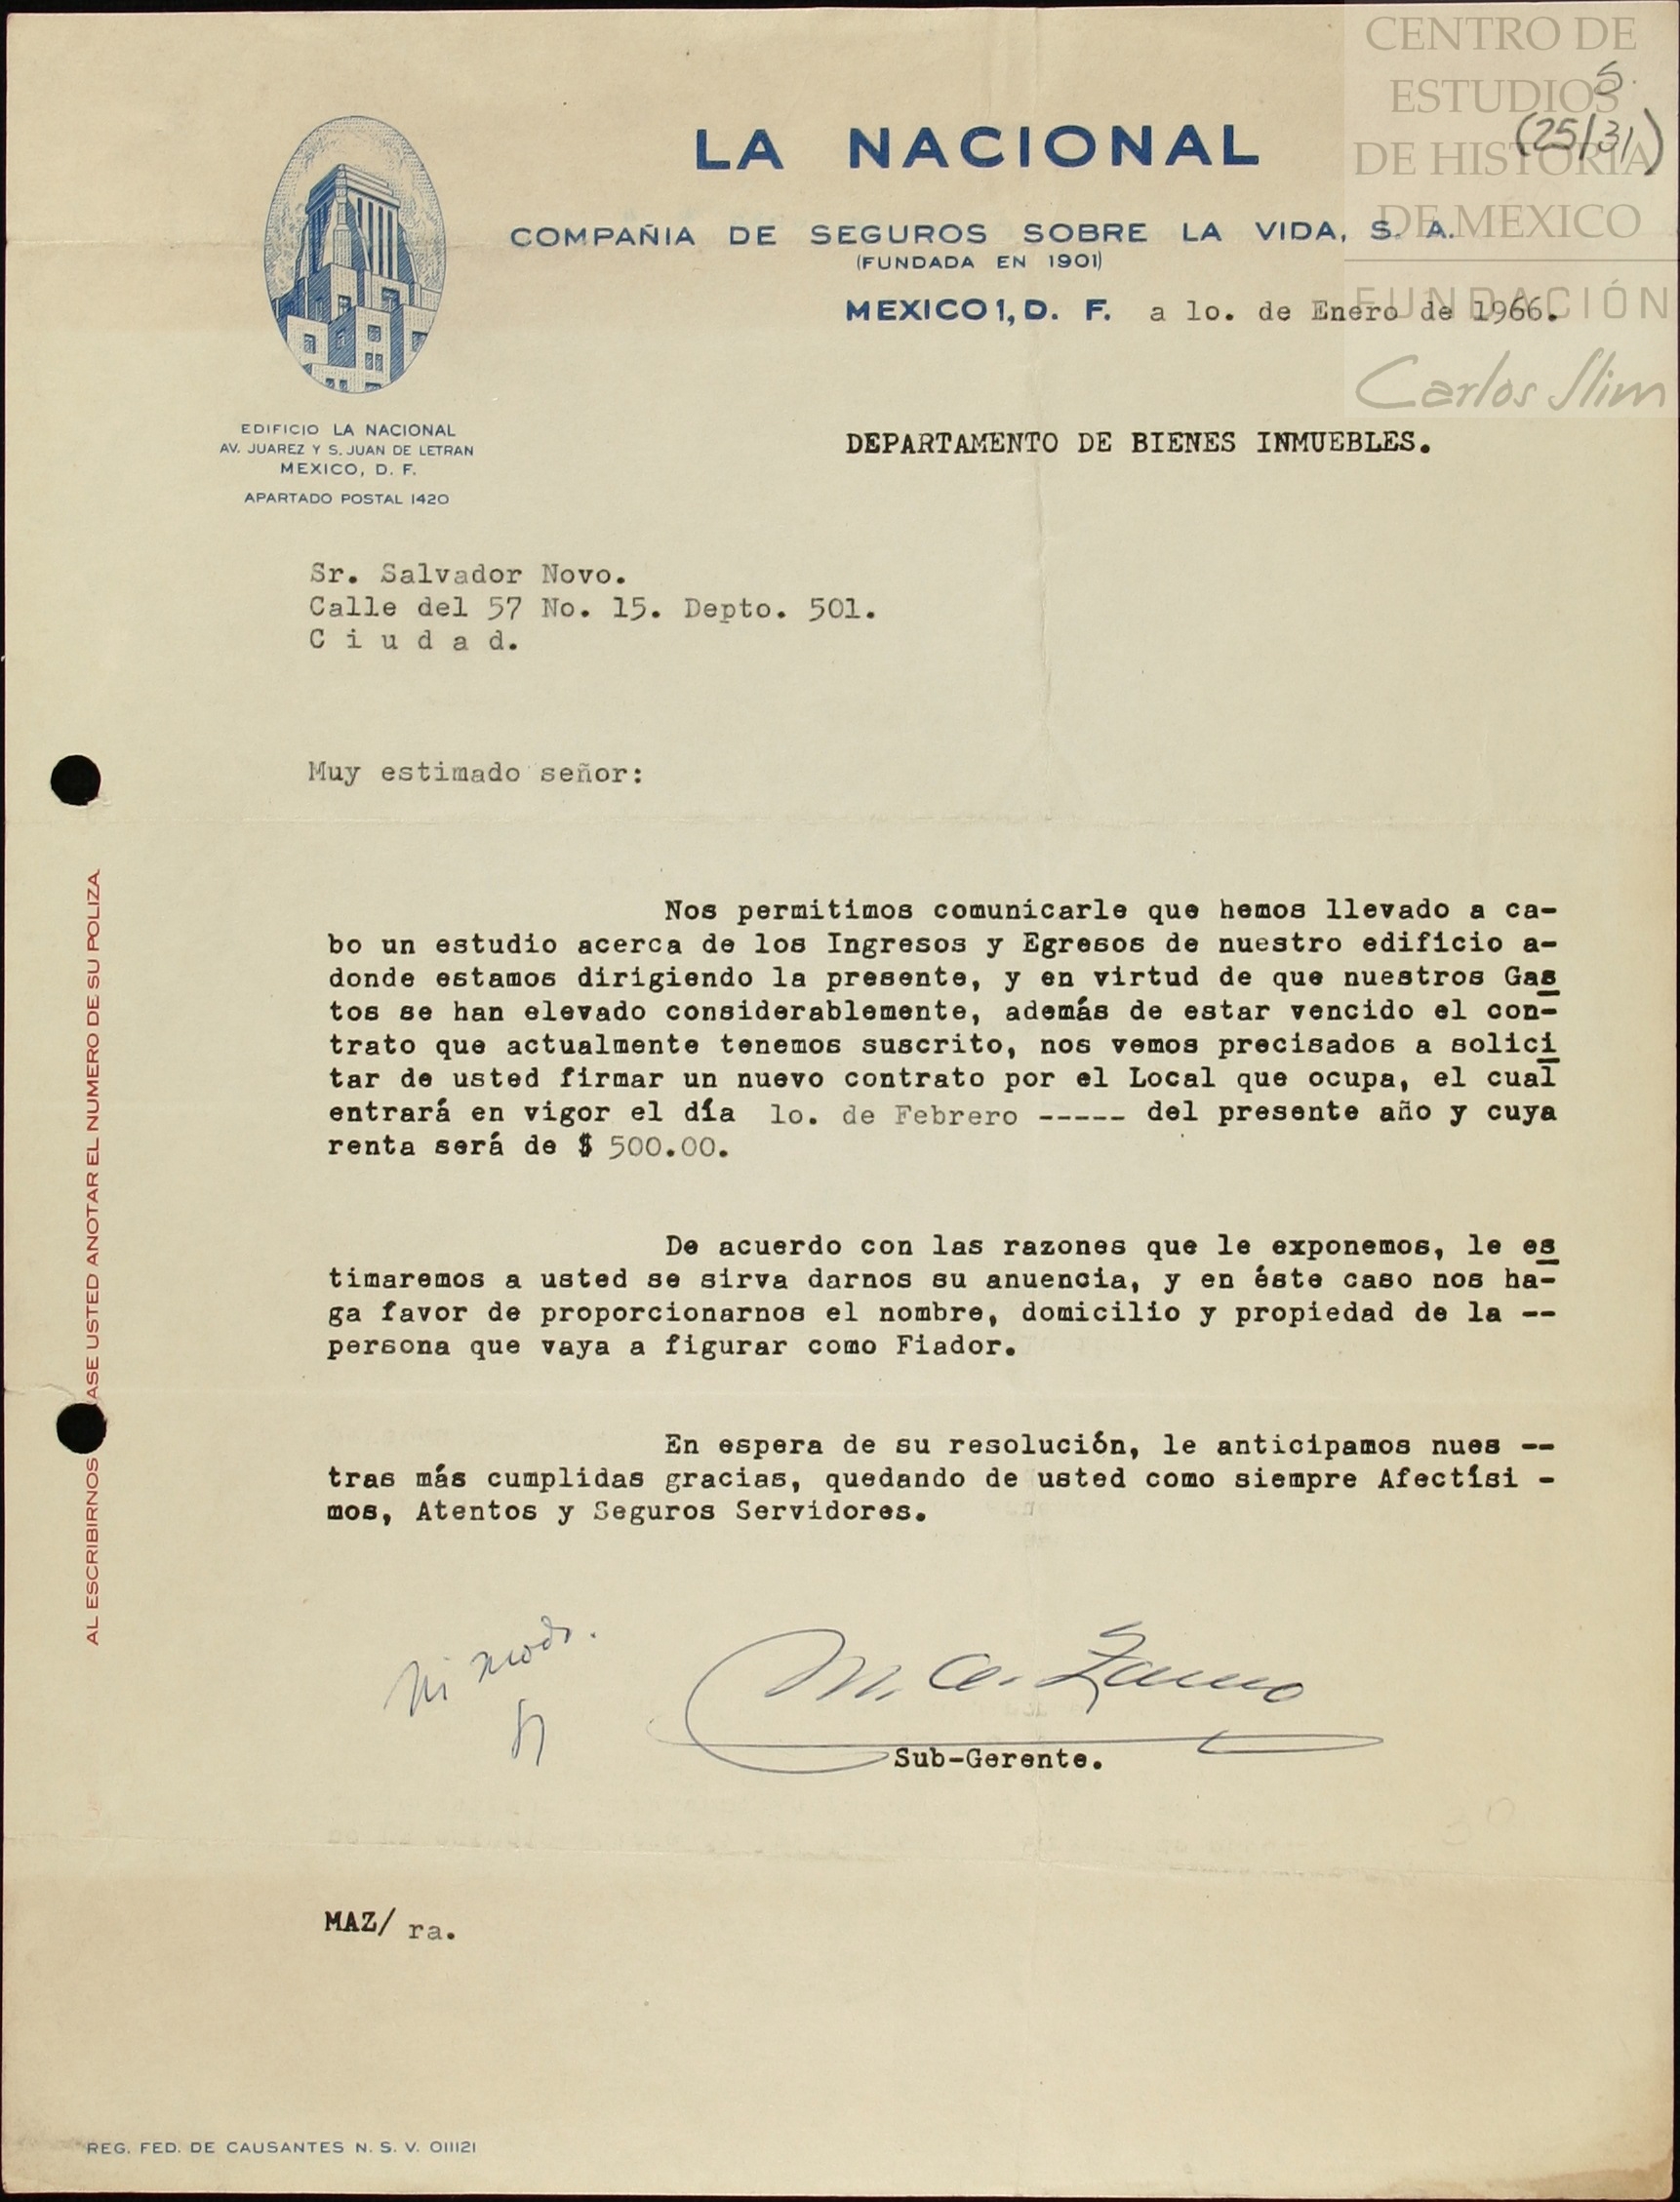 CENTRO DE
ESTUDIOS
DE HISTORIA
DE MEXICO
FUNDACIÓN
Carlos Slim
5.
(25/31)
LA NACIONAL
COMPAÑIA DE SEGUROS SOBRE LA VIDA, S. A.
(FUNDADA EN 1901)
MEXICO 1, D. F. a lo. de Enero de 1966.
EDIFICIO LA NACIONAL
AV. JUAREZ Y S. JUAN DE LETRAN
MEXICO, D. F.
APARTADO POSTAL 1420
DEPARTAMENTO DE BIENES INMUEBLES.
Sr. Salvador Novo.
Calle del 57 No. 15. Depto. 501.
C i u d a d.
Muy estimado señor:
Nos permitimos comunicarle que hemos llevado a ca-
bo un estudio acerca de los Ingresos y Egresos de nuestro edificio a-
donde estamos dirigiendo la presente, y en virtud de que nuestros Gas
tos se han elevado considerablemente, además de estar vencido el con-
trato que actualmente tenemos suscrito, nos vemos precisados a solici
tar de usted firmar un nuevo contrato por el Local que ocupa, el cual
entrará en vigor el día lo. de Febrero ----- del presente año y cuya
renta será de $ 500.00.
De acuerdo con las razones que le exponemos, le es
timaremos a usted se sirva darnos su anuencia, y en éste caso nos ha-
ga favor de proporcionarnos el nombre, domicilio y propiedad de la --
persona que vaya a figurar como Fiador.
En espera de su resolución, le anticipamos nues --
tras más cumplidas gracias, quedando de usted como siempre Afectísi -
mos, Atentos y Seguros Servidores.
Ni modo.
M. A.
Sub-Gerente.
MAZ/ ra.
AL ESCRIBIRNOS ASE USTED ANOTAR EL NUMERO DE SU POLIZA
REG. FED. DE CAUSANTES N. S. V. 011121